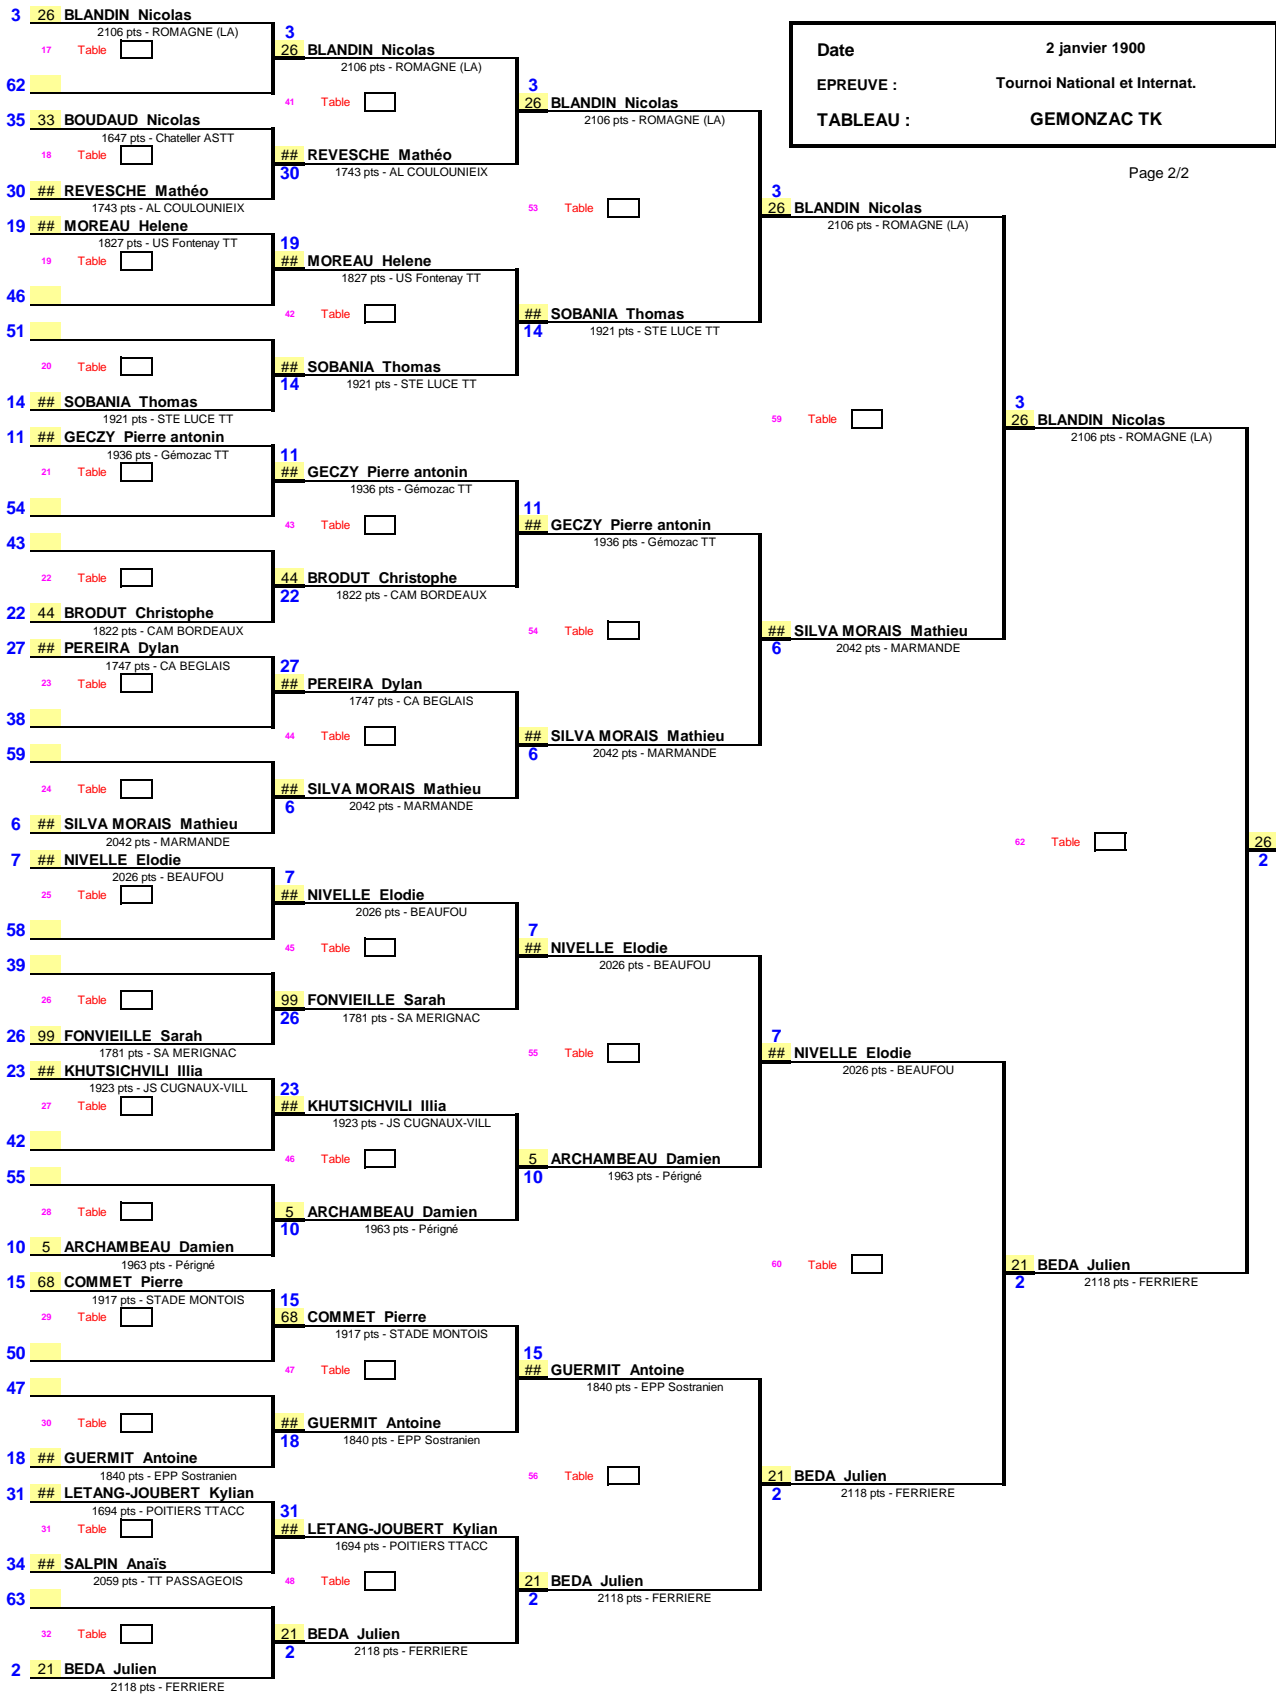 3 26 BLANDIN Nicolas
2106 pts - ROMAGNE (LA)
17 Table
62
35 33 BOUDAUD Nicolas
1647 pts - Chateller ASTT
18 Table
30 ## REVESCHE Mathéo
1743 pts - AL COULOUNIEIX
19 ## MOREAU Helene
1827 pts - US Fontenay TT
19 Table
46
51
20 Table
14 ## SOBANIA Thomas
1921 pts - STE LUCE TT
11 ## GECZY Pierre antonin
1936 pts - Gémozac TT
21 Table
54
43
22 Table
22 44 BRODUT Christophe
1822 pts - CAM BORDEAUX
27 ## PEREIRA Dylan
1747 pts - CA BEGLAIS
23 Table
38
59
24 Table
6 ## SILVA MORAIS Mathieu
2042 pts - MARMANDE
7 ## NIVELLE Elodie
2026 pts - BEAUFOU
25 Table
58
39
26 Table
26 99 FONVIEILLE Sarah
1781 pts - SA MERIGNAC
23 ## KHUTSICHVILI Illia
1923 pts - JS CUGNAUX-VILL
27 Table
42
55
28 Table
10 5 ARCHAMBEAU Damien
1963 pts - Périgné
15 68 COMMET Pierre
1917 pts - STADE MONTOIS
29 Table
50
47
30 Table
18 ## GUERMIT Antoine
1840 pts - EPP Sostranien
31 ## LETANG-JOUBERT Kylian
1694 pts - POITIERS TTACC
31 Table
34 ## SALPIN Anaïs
2059 pts - TT PASSAGEOIS
63
32 Table
2 21 BEDA Julien
2118 pts - FERRIERE
3
26 BLANDIN Nicolas
2106 pts - ROMAGNE (LA)
41 Table
## REVESCHE Mathéo
30 1743 pts - AL COULOUNIEIX
19
## MOREAU Helene
1827 pts - US Fontenay TT
42 Table
## SOBANIA Thomas
14 1921 pts - STE LUCE TT
11
## GECZY Pierre antonin
1936 pts - Gémozac TT
43 Table
44 BRODUT Christophe
22 1822 pts - CAM BORDEAUX
27
## PEREIRA Dylan
1747 pts - CA BEGLAIS
44 Table
## SILVA MORAIS Mathieu
6 2042 pts - MARMANDE
7
## NIVELLE Elodie
2026 pts - BEAUFOU
45 Table
99 FONVIEILLE Sarah
26 1781 pts - SA MERIGNAC
23
## KHUTSICHVILI Illia
1923 pts - JS CUGNAUX-VILL
46 Table
5 ARCHAMBEAU Damien
10 1963 pts - Périgné
15
68 COMMET Pierre
1917 pts - STADE MONTOIS
47 Table
## GUERMIT Antoine
18 1840 pts - EPP Sostranien
31
## LETANG-JOUBERT Kylian
1694 pts - POITIERS TTACC
48 Table
21 BEDA Julien
2 2118 pts - FERRIERE
3
26 BLANDIN Nicolas
2106 pts - ROMAGNE (LA)
53 Table
## SOBANIA Thomas
14 1921 pts - STE LUCE TT
11
## GECZY Pierre antonin
1936 pts - Gémozac TT
54 Table
## SILVA MORAIS Mathieu
6 2042 pts - MARMANDE
7
## NIVELLE Elodie
2026 pts - BEAUFOU
55 Table
5 ARCHAMBEAU Damien
10 1963 pts - Périgné
15
## GUERMIT Antoine
1840 pts - EPP Sostranien
56 Table
21 BEDA Julien
2 2118 pts - FERRIERE
Date 2 janvier 1900
EPREUVE : Tournoi National et Internat.
TABLEAU : GEMONZAC TK
Page 2/2
3
26 BLANDIN Nicolas
2106 pts - ROMAGNE (LA)
59 Table
## SILVA MORAIS Mathieu
6 2042 pts - MARMANDE
7
## NIVELLE Elodie
2026 pts - BEAUFOU
60 Table
21 BEDA Julien
2 2118 pts - FERRIERE
3
26 BLANDIN Nicolas
2106 pts - ROMAGNE (LA)
62 Table
21 BEDA Julien
2 2118 pts - FERRIERE
26
2